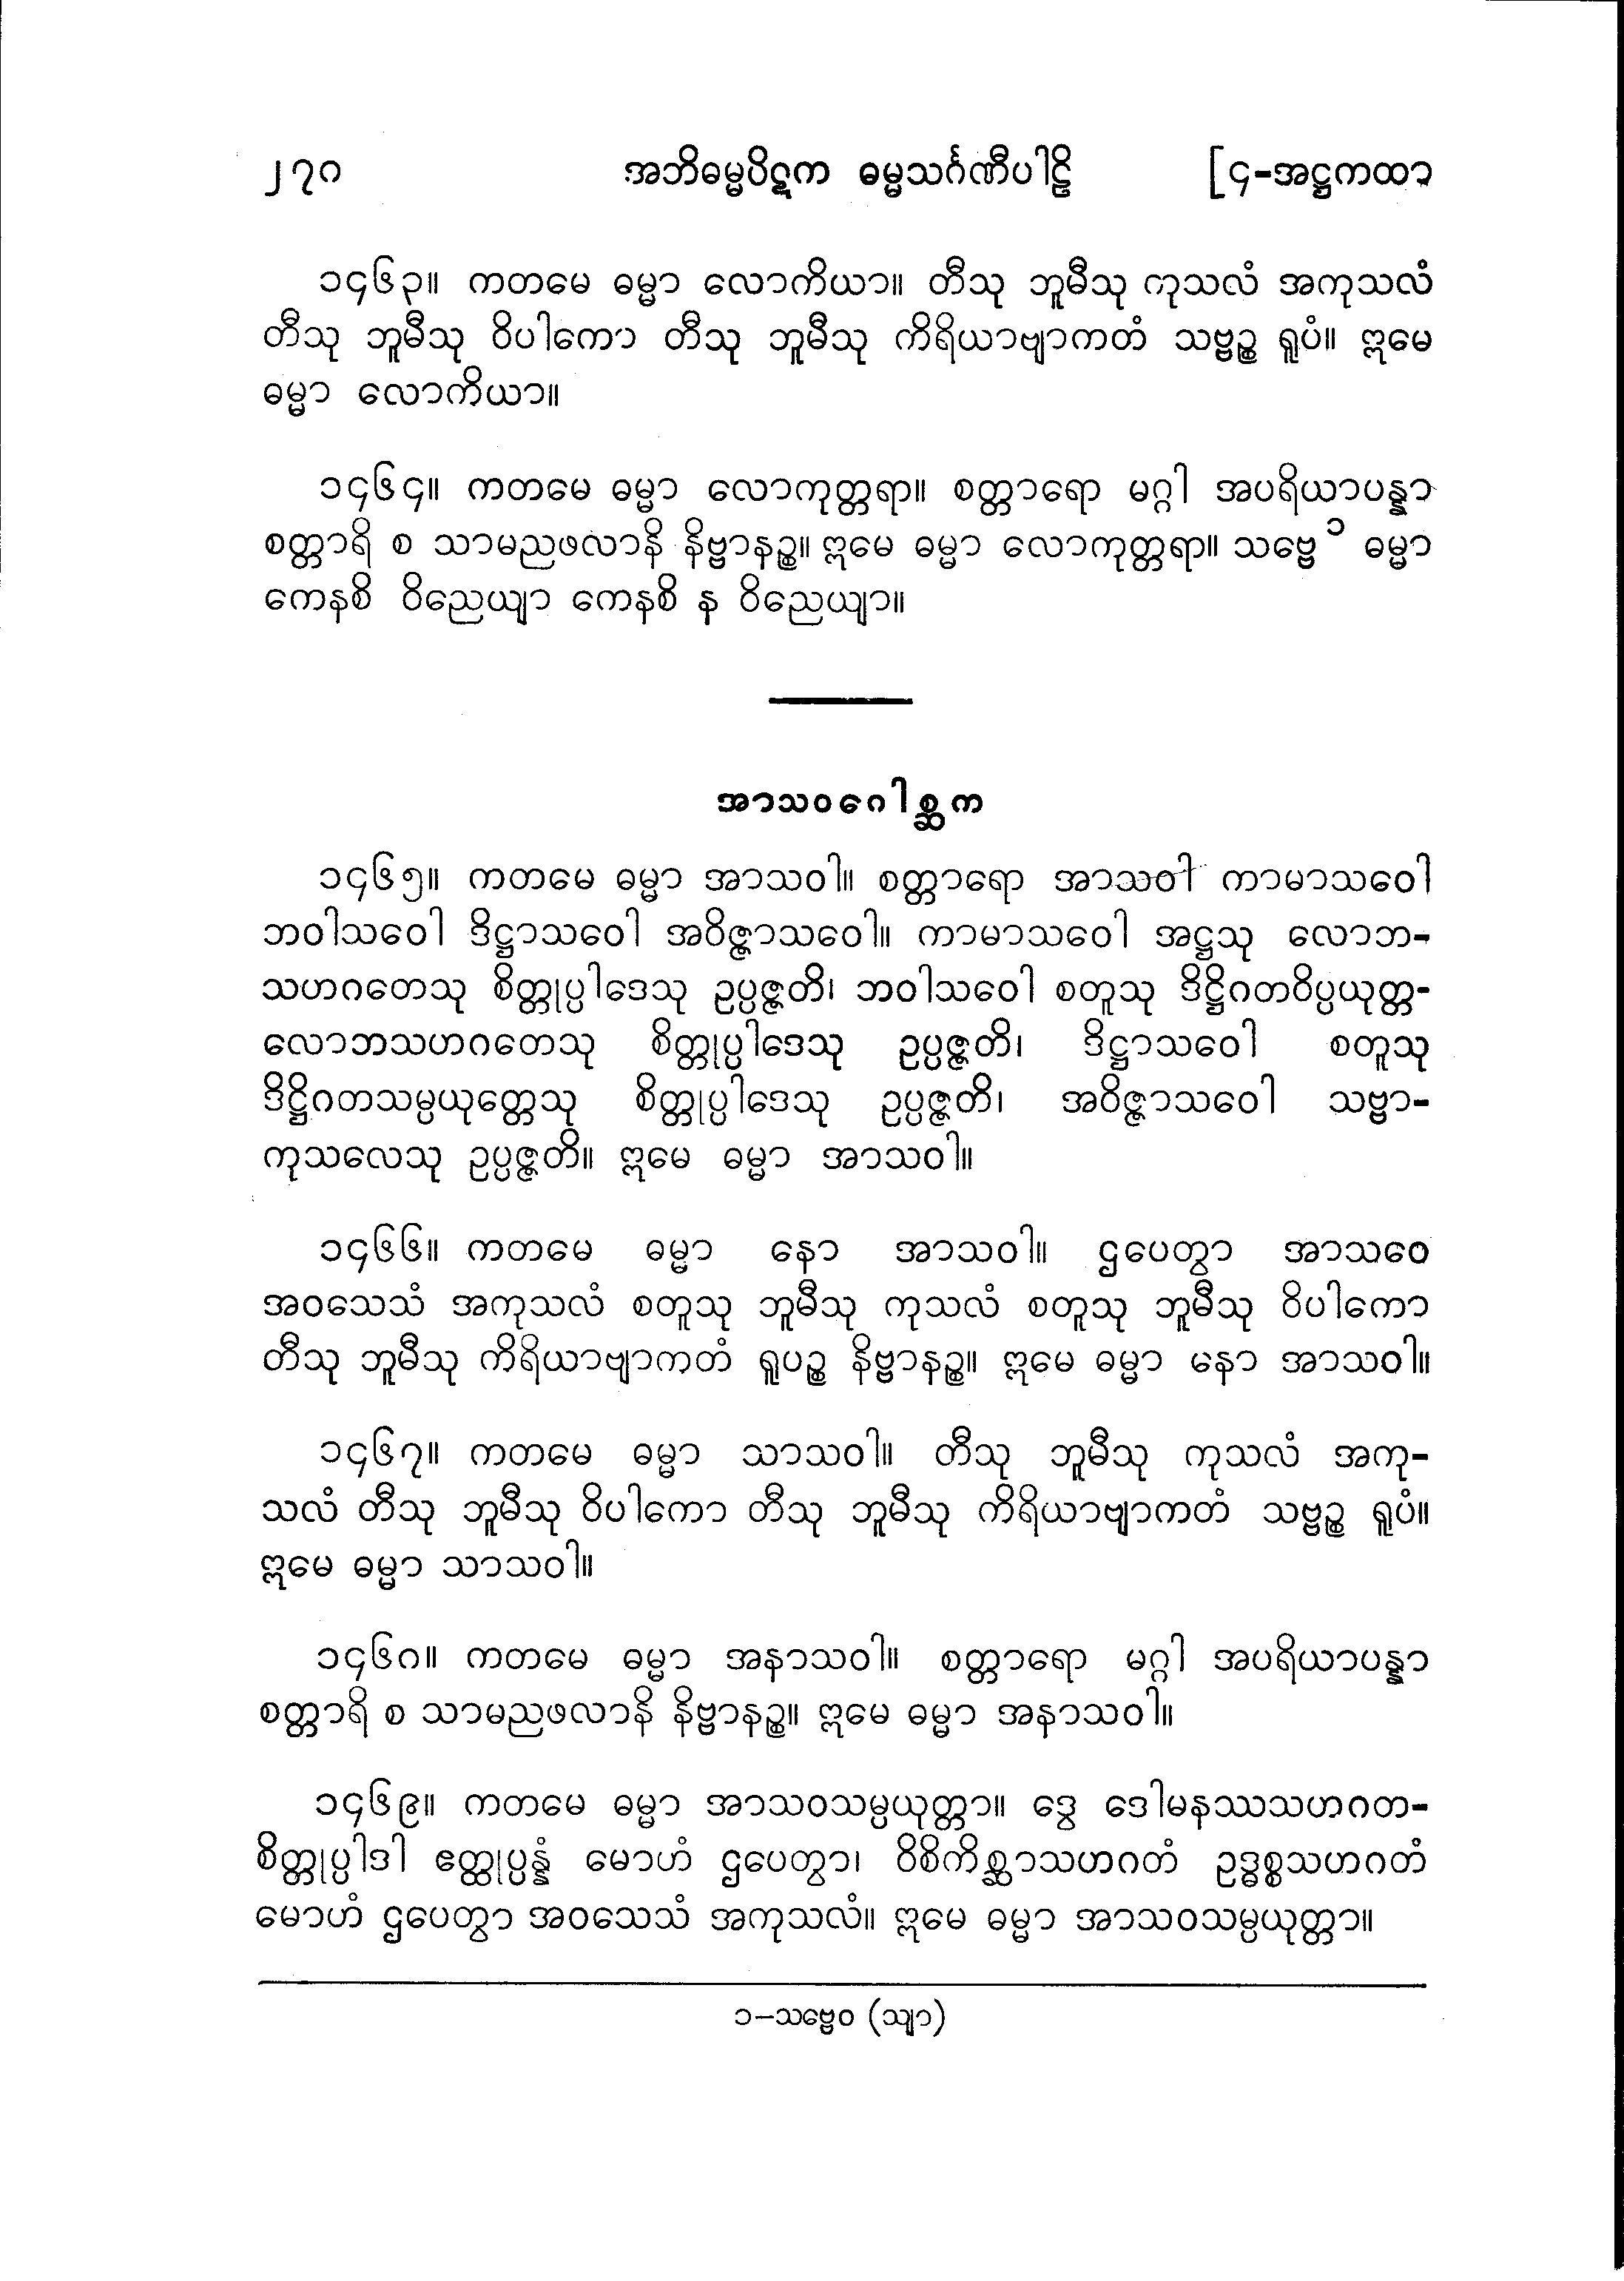 ၂၇၀ အဘိဓမ္မပိဋက ဓမ္မသင်္ဂဏီပါဠိ [၄-အဋ္ဌကထာ
၁၄၆၃။ ကတမေ ဓမ္မာ လောကိယာ။ တီသု ဘူမီသု ကုသလံ အကုသလံ
တီသု ဘူမီသု ဝိပါကော တီသု ဘူမီသု ကိရိယာဗျာကတံ သဗ္ဗဉ္စ ရူပံ။ ဣမေ
ဓမ္မာ လောကိယာ။
၁၄၆၄။ ကတမေ ဓမ္မာ လောကုတ္တရာ။ စတ္တာရော မဂ္ဂါ အပရိယာပန္နာ
စတ္တာရိ စ သာမညဖလာနိ နိဗ္ဗာနဉ္စ။ ဣမေ ဓမ္မာ လောကုတ္တရာ။ သဗ္ဗေ ၁ ဓမ္မာ
ကေနစိ ဝိညေယျာ ကေနစိ န ဝိညေယျာ။
အာသဝဂေါစ္ဆက
၁၄၆၅။ ကတမေ ဓမ္မာ အာသဝါ။ စတ္တာရော အာသဝါ ကာမာသဝေါ
ဘဝါသဝေါ ဒိဋ္ဌာသဝေါ အဝိဇ္ဇာသဝေါ။ ကာမာသဝေါ အဋ္ဌသု လောဘ-
သဟဂတေသု စိတ္တုပ္ပါဒေသု ဥပ္ပဇ္ဇတိ၊ ဘဝါသဝေါ စတူသု ဒိဋ္ဌိဂတဝိပ္ပယုတ္တ-
လောဘသဟဂတေသု စိတ္တုပ္ပါဒေသု ဥပ္ပဇ္ဇတိ၊ ဒိဋ္ဌာသဝေါ စတူသု
ဒိဋ္ဌိဂတသမ္ပယုတ္တေသု စိတ္တုပ္ပါဒေသု ဥပ္ပဇ္ဇတိ၊ အဝိဇ္ဇာသဝေါ သဗ္ဗာ-
ကုသလေသု ဥပ္ပဇ္ဇတိ။ ဣမေ ဓမ္မာ အာသဝါ။
၁၄၆၆။ ကတမေ ဓမ္မာ နော အာသဝါ။ ဌပေတွာ အာသဝေ
အဝသေသံ အကုသလံ စတူသု ဘူမီသု ကုသလံ စတူသု ဘူမီသု ဝိပါကော
တီသု ဘူမီသု ကိရိယာဗျာကတံ ရူပဉ္စ နိဗ္ဗာနဉ္စ။ ဣမေ ဓမ္မာ နော အာသဝါ။
၁၄၆၇။ ကတမေ ဓမ္မာ သာသဝါ။ တီသု ဘူမီသု ကုသလံ အကု-
သလံ တီသု ဘူမီသု ဝိပါကော တီသု ဘူမီသု ကိရိယာဗျာကတံ သဗ္ဗဉ္စ ရူပံ။
ဣမေ ဓမ္မာ သာသဝါ။
၁၄၆၈။ ကတမေ ဓမ္မာ အနာသဝါ။ စတ္တာရော မဂ္ဂါ အပရိယာပန္နာ
စတ္တာရိ စ သာမညဖလာနိ နိဗ္ဗာနဉ္စ။ ဣမေ ဓမ္မာ အနာသဝါ။
၁၄၆၉။ ကတမေ ဓမ္မာ အာသဝသမ္ပယုတ္တာ။ ဒွေ ဒေါမနဿသဟဂတ-
စိတ္တုပ္ပါဒါ ဧတ္ထုပ္ပန္နံ မောဟံ ဌပေတွာ၊ ဝိစိကိစ္ဆာသဟဂတံ ဥဒ္ဓစ္စသဟဂတံ
မောဟံ ဌပေတွာ အဝသေသံ အကုသလံ။ ဣမေ ဓမ္မာ အာသဝသမ္ပယုတ္တာ။
၁–သဗ္ဗေဝ (သျာ)